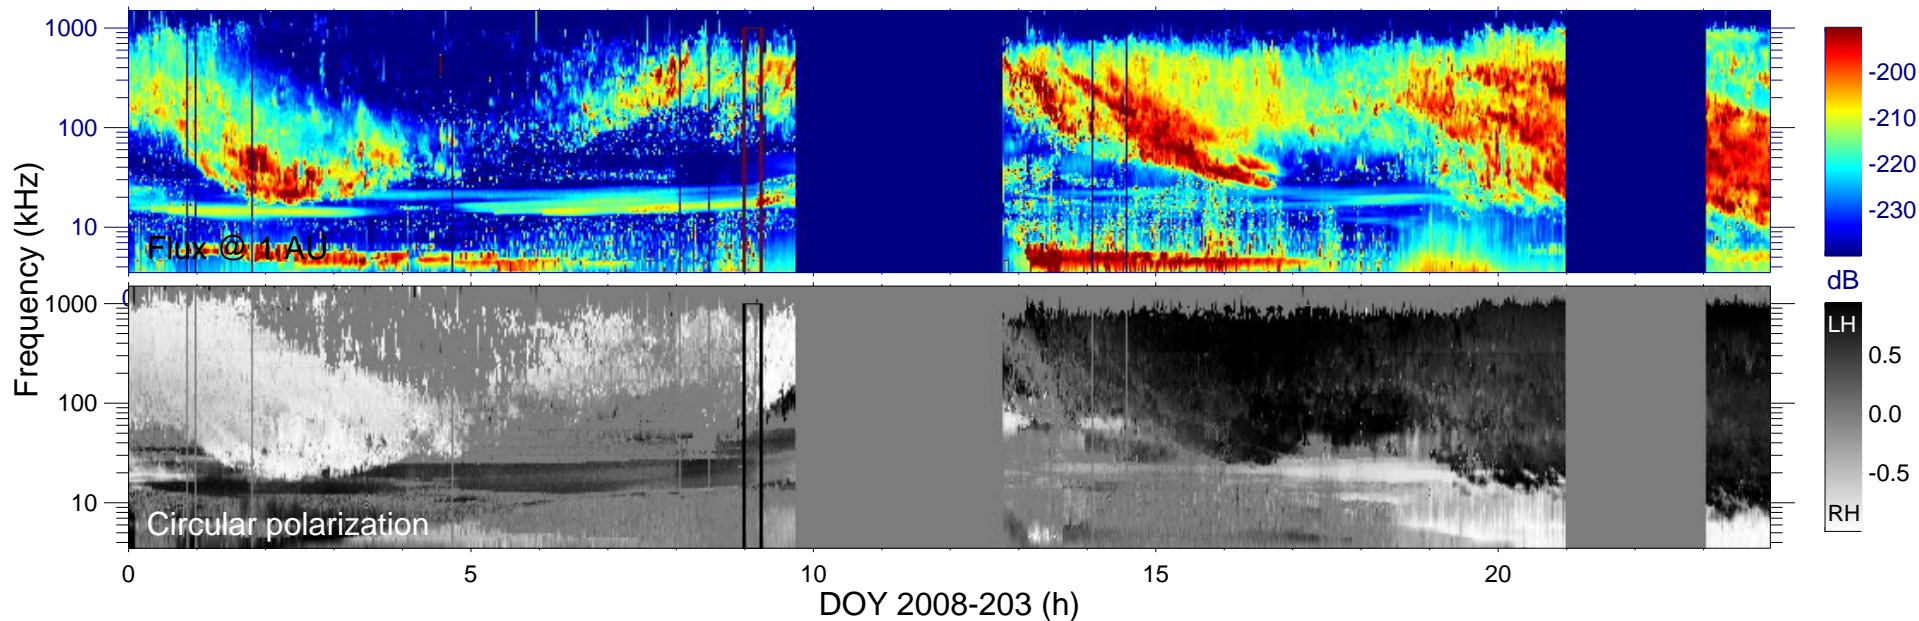 1000
100
10
Flux @ 1 AU
-200
-210
-220
-230
dB
Frequency (kHz)
0
1000
100
10
Circular polarization
LH
0.5
0.0
-0.5
RH
0
5
10
15
20
DOY 2008-203 (h)